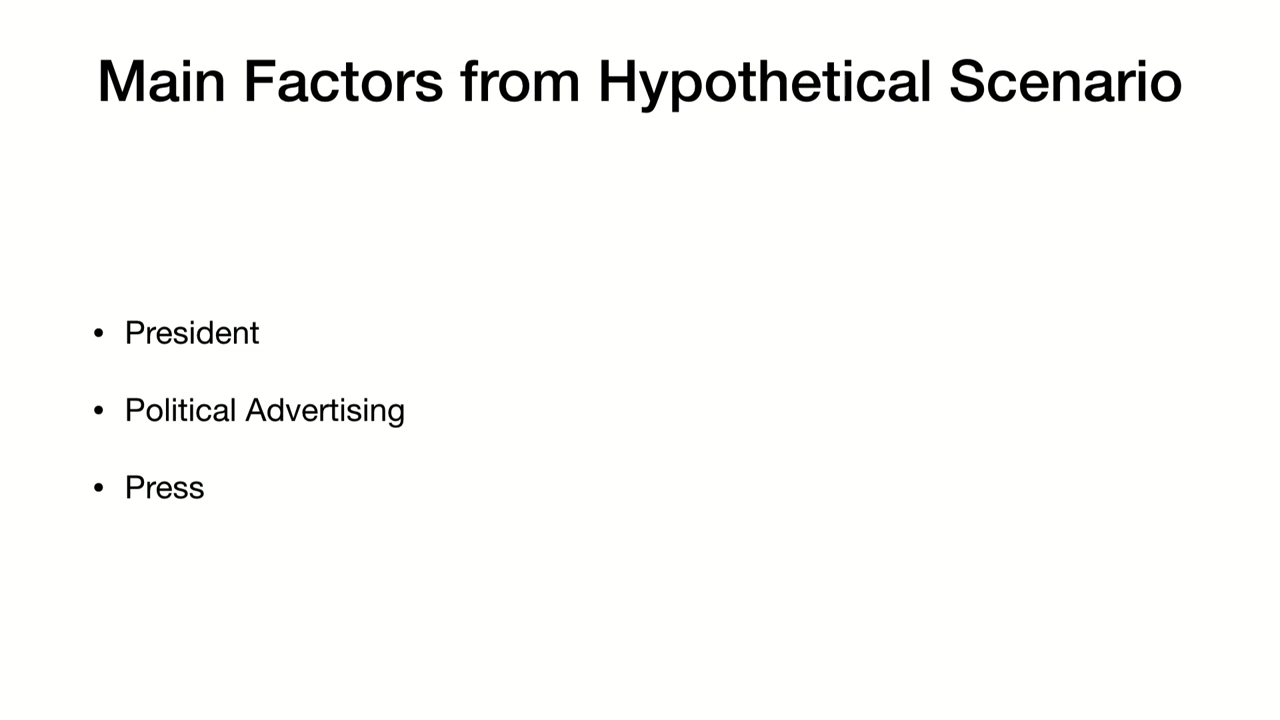 Main Factors from Hypothetical Scenario
• President
• Political Advertising
• Press